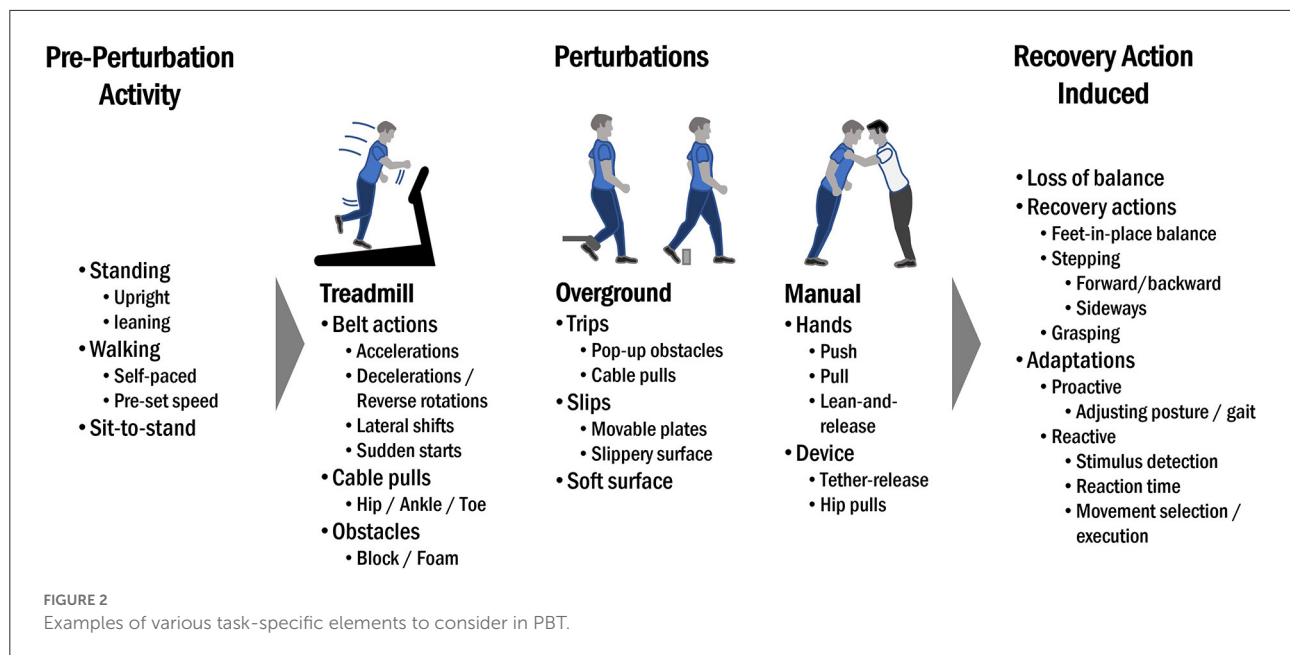 Pre-Perturbation
Activity
• Standing
• Upright
• leaning
• Walking
• Self-paced
• Pre-set speed
• Sit-to-stand
Perturbations
Treadmill
• Belt actions
• Accelerations
• Decelerations /
Reverse rotations
• Lateral shifts
• Sudden starts
• Cable pulls
• Hip / Ankle / Toe
• Obstacles
• Block / Foam
Overground
• Trips
• Pop-up obstacles
• Cable pulls
• Slips
• Movable plates
• Slippery surface
• Soft surface
Manual
• Hands
• Push
• Pull
• Lean-and-
release
• Device
• Tether-release
• Hip pulls
Recovery Action
Induced
• Loss of balance
• Recovery actions
• Feet-in-place balance
• Stepping
• Forward/backward
• Sideways
• Grasping
• Adaptations
• Proactive
• Adjusting posture / gait
• Reactive
• Stimulus detection
• Reaction time
• Movement selection /
execution
FIGURE 2
Examples of various task-specific elements to consider in PBT.